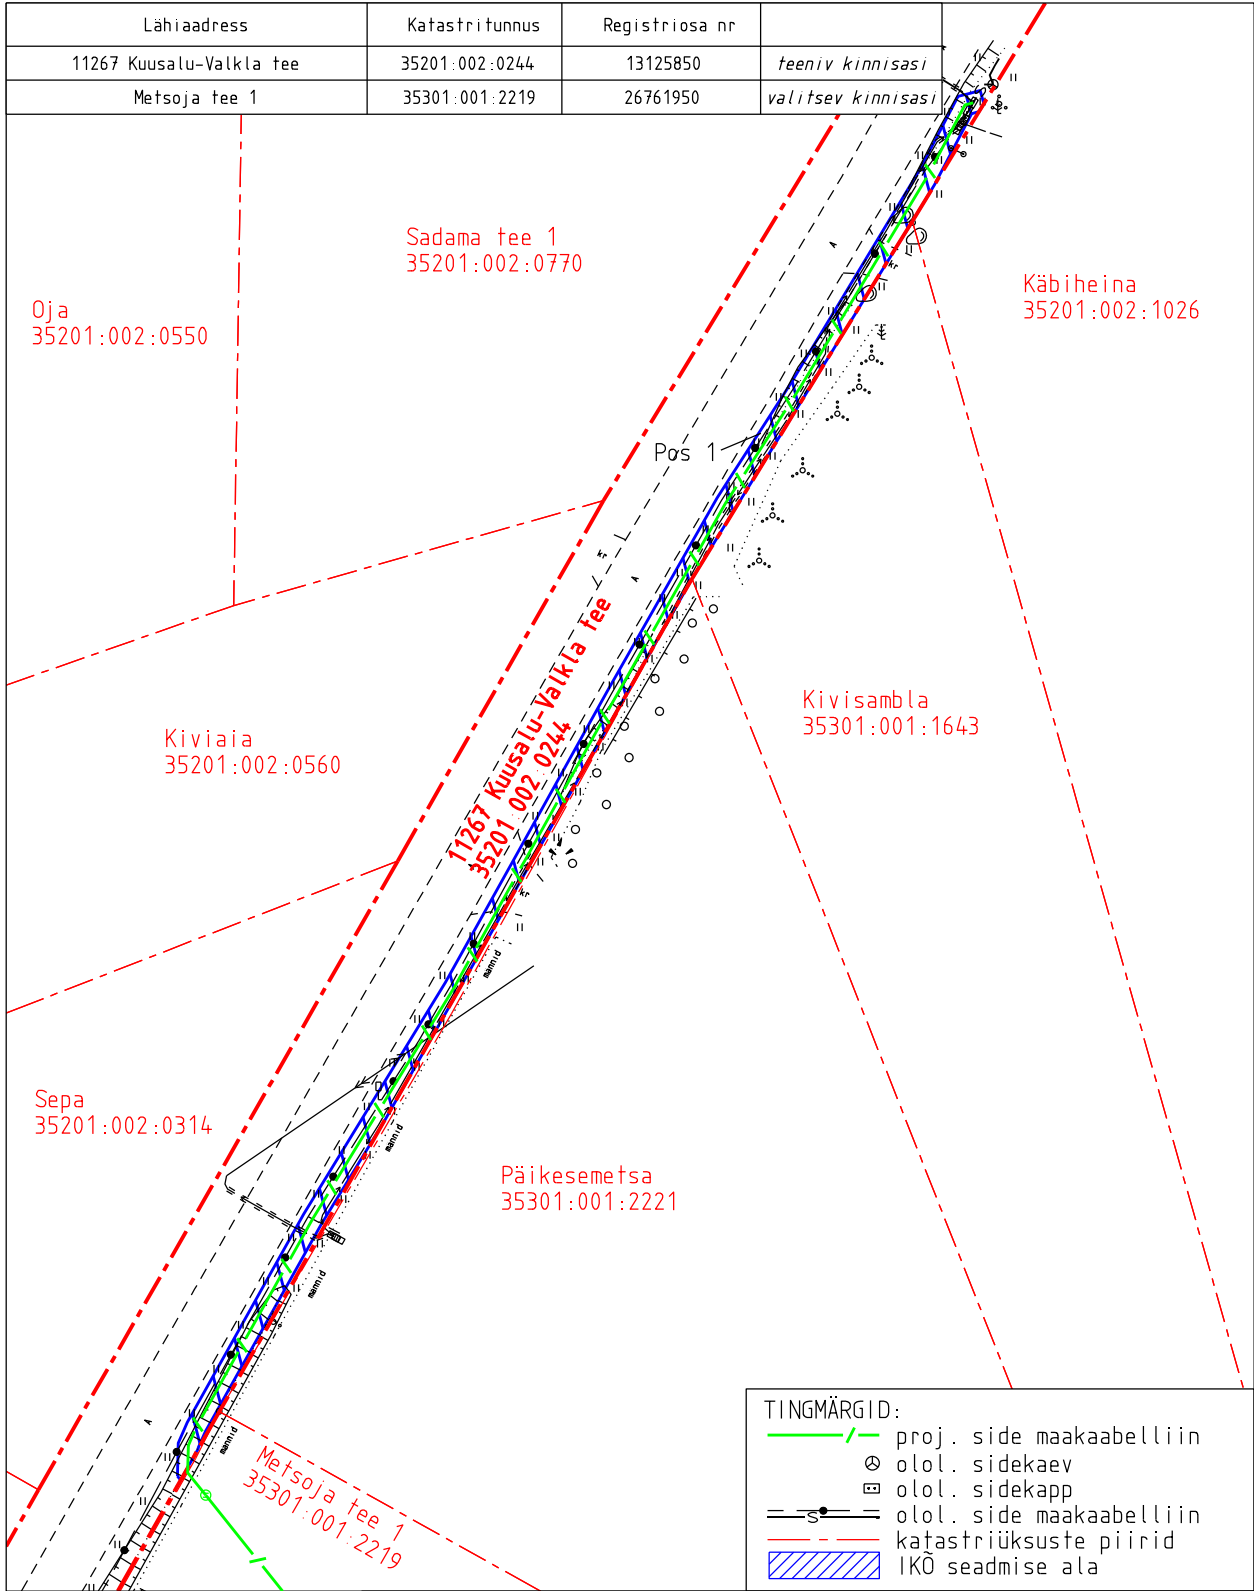 Lähiaadress Katastritunnus Registriosa nr
11267 Kuusalu-Valkla tee 35201:002:0244 13125850 teeniv kinnisasi
Metsoja tee 1 35301:001:2219 26761950 valitsev kinnisasi
Sadama tee 1
35201:002:0770
Oja
35201:002:0550
Käbiheina
35201:002:1026
Pos 1
11267 Kuusalu-Valkla tee
35201:002:0244
Kivisambla
35301:001:1643
Kiviaia
35201:002:0560
männid
Sepa
35201:002:0314
männid
Päikesemetsa
35301:001:2221
männid
männid
Metsoja tee 1
35301:001:2219
TINGMÄRGID:
proj. side maakaabelliin
olol. sidekaev
olol. sidekapp
S olol. side maakaabelliin
katastriüksuste piirid
IKÕ seadmise ala